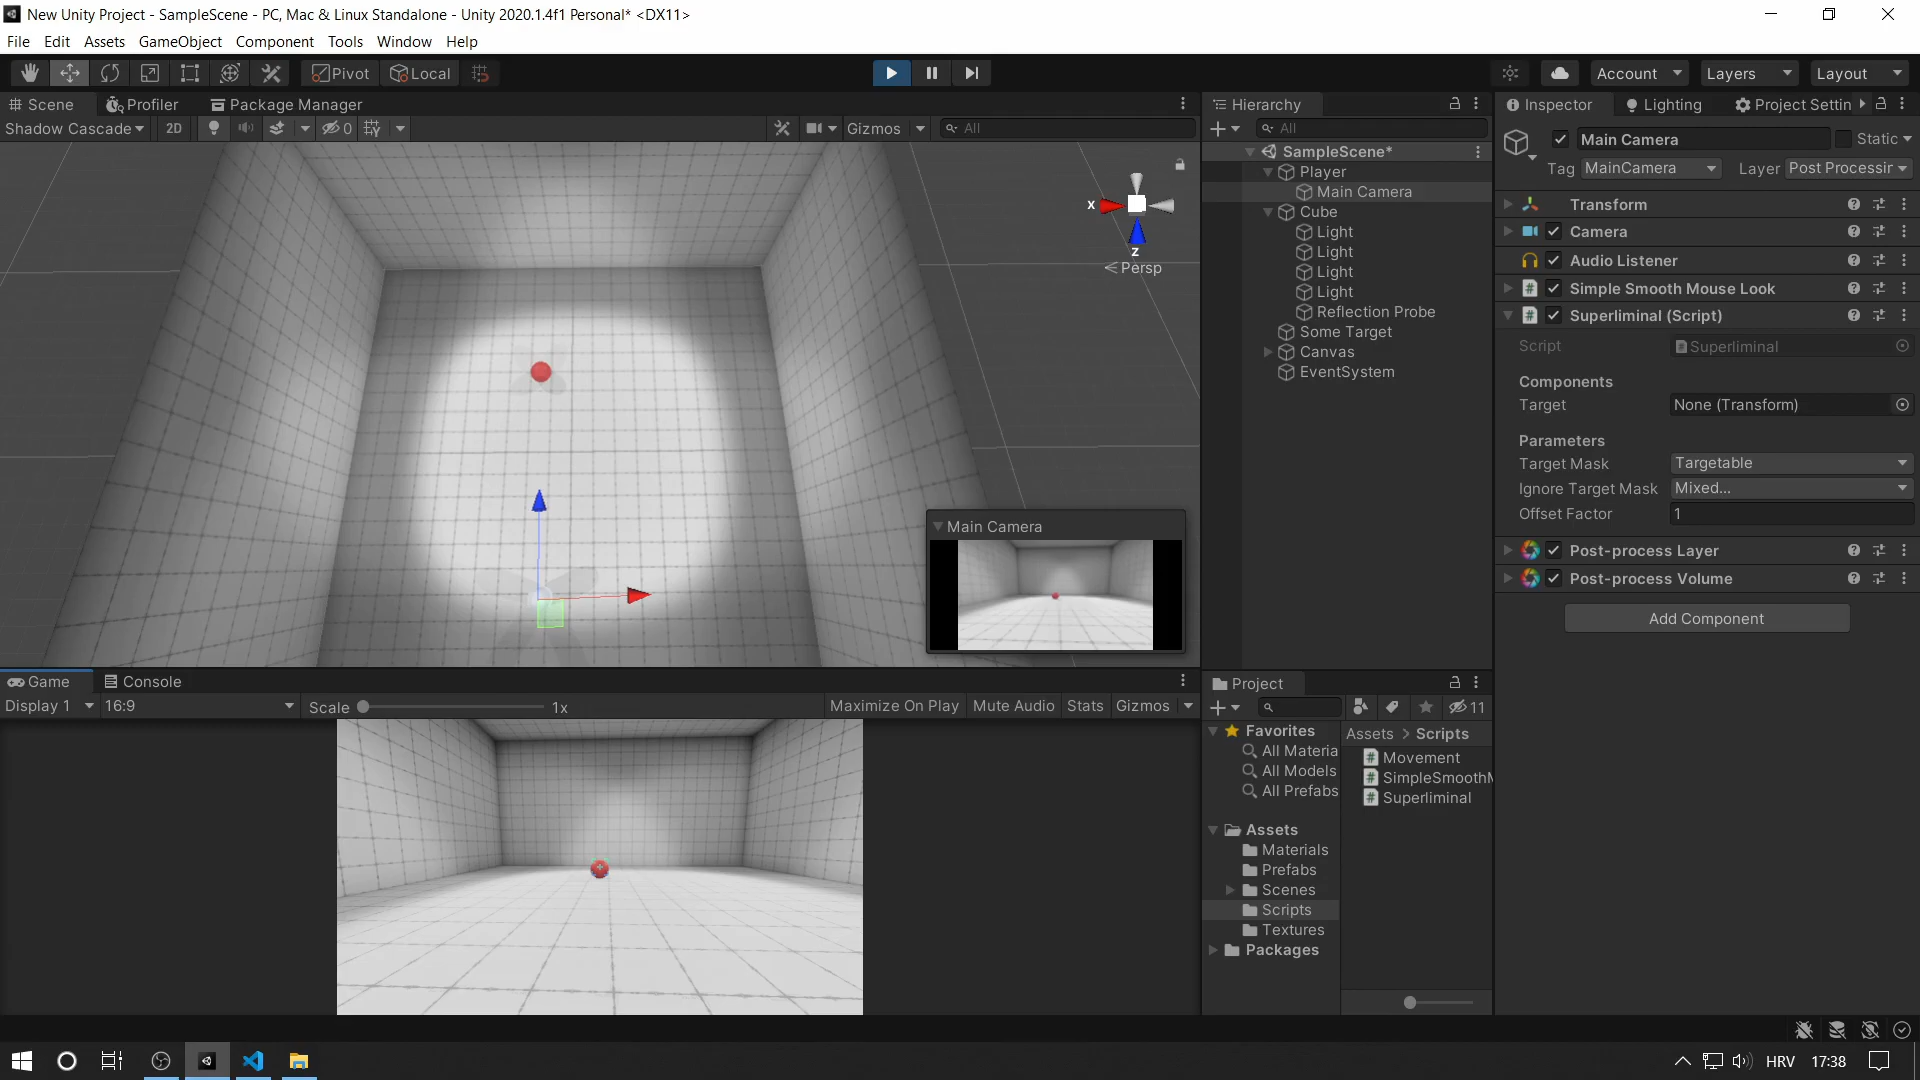 New Unity Project - SampleScene - PC, Mac & Linux Standalone - Unity 2020.1.4f1 Personal* <DX11>
File Edit Assets GameObject Component Tools Window Help
Pivot Local Account Layers Layout
Scene Profiler Package Manager
Shadow Cascade 2D 0 Gizmos All
x
z
Persp
Main Camera
Hierarchy
All
SampleScene*
Player
Main Camera
Cube
Light
Light
Light
Light
Reflection Probe
Some Target
Canvas
EventSystem
Inspector Lighting Project Settin
Main Camera Static
Tag MainCamera Layer Post Processir
Transform
Camera
Audio Listener
Simple Smooth Mouse Look
Superliminal (Script)
Script Superliminal
Components
Target None (Transform)
Parameters
Target Mask Targetable
Ignore Target Mask Mixed...
Offset Factor 1
Post-process Layer
Post-process Volume
Add Component
Game Console
Display 1 16:9 Scale 1x Maximize On Play Mute Audio Stats Gizmos
Project
11
Favorites
All Materia
All Models
All Prefabs
Assets
Materials
Prefabs
Scenes
Scripts
Textures
Packages
Assets > Scripts
Movement
SimpleSmoothM
Superliminal
HRV 17:38